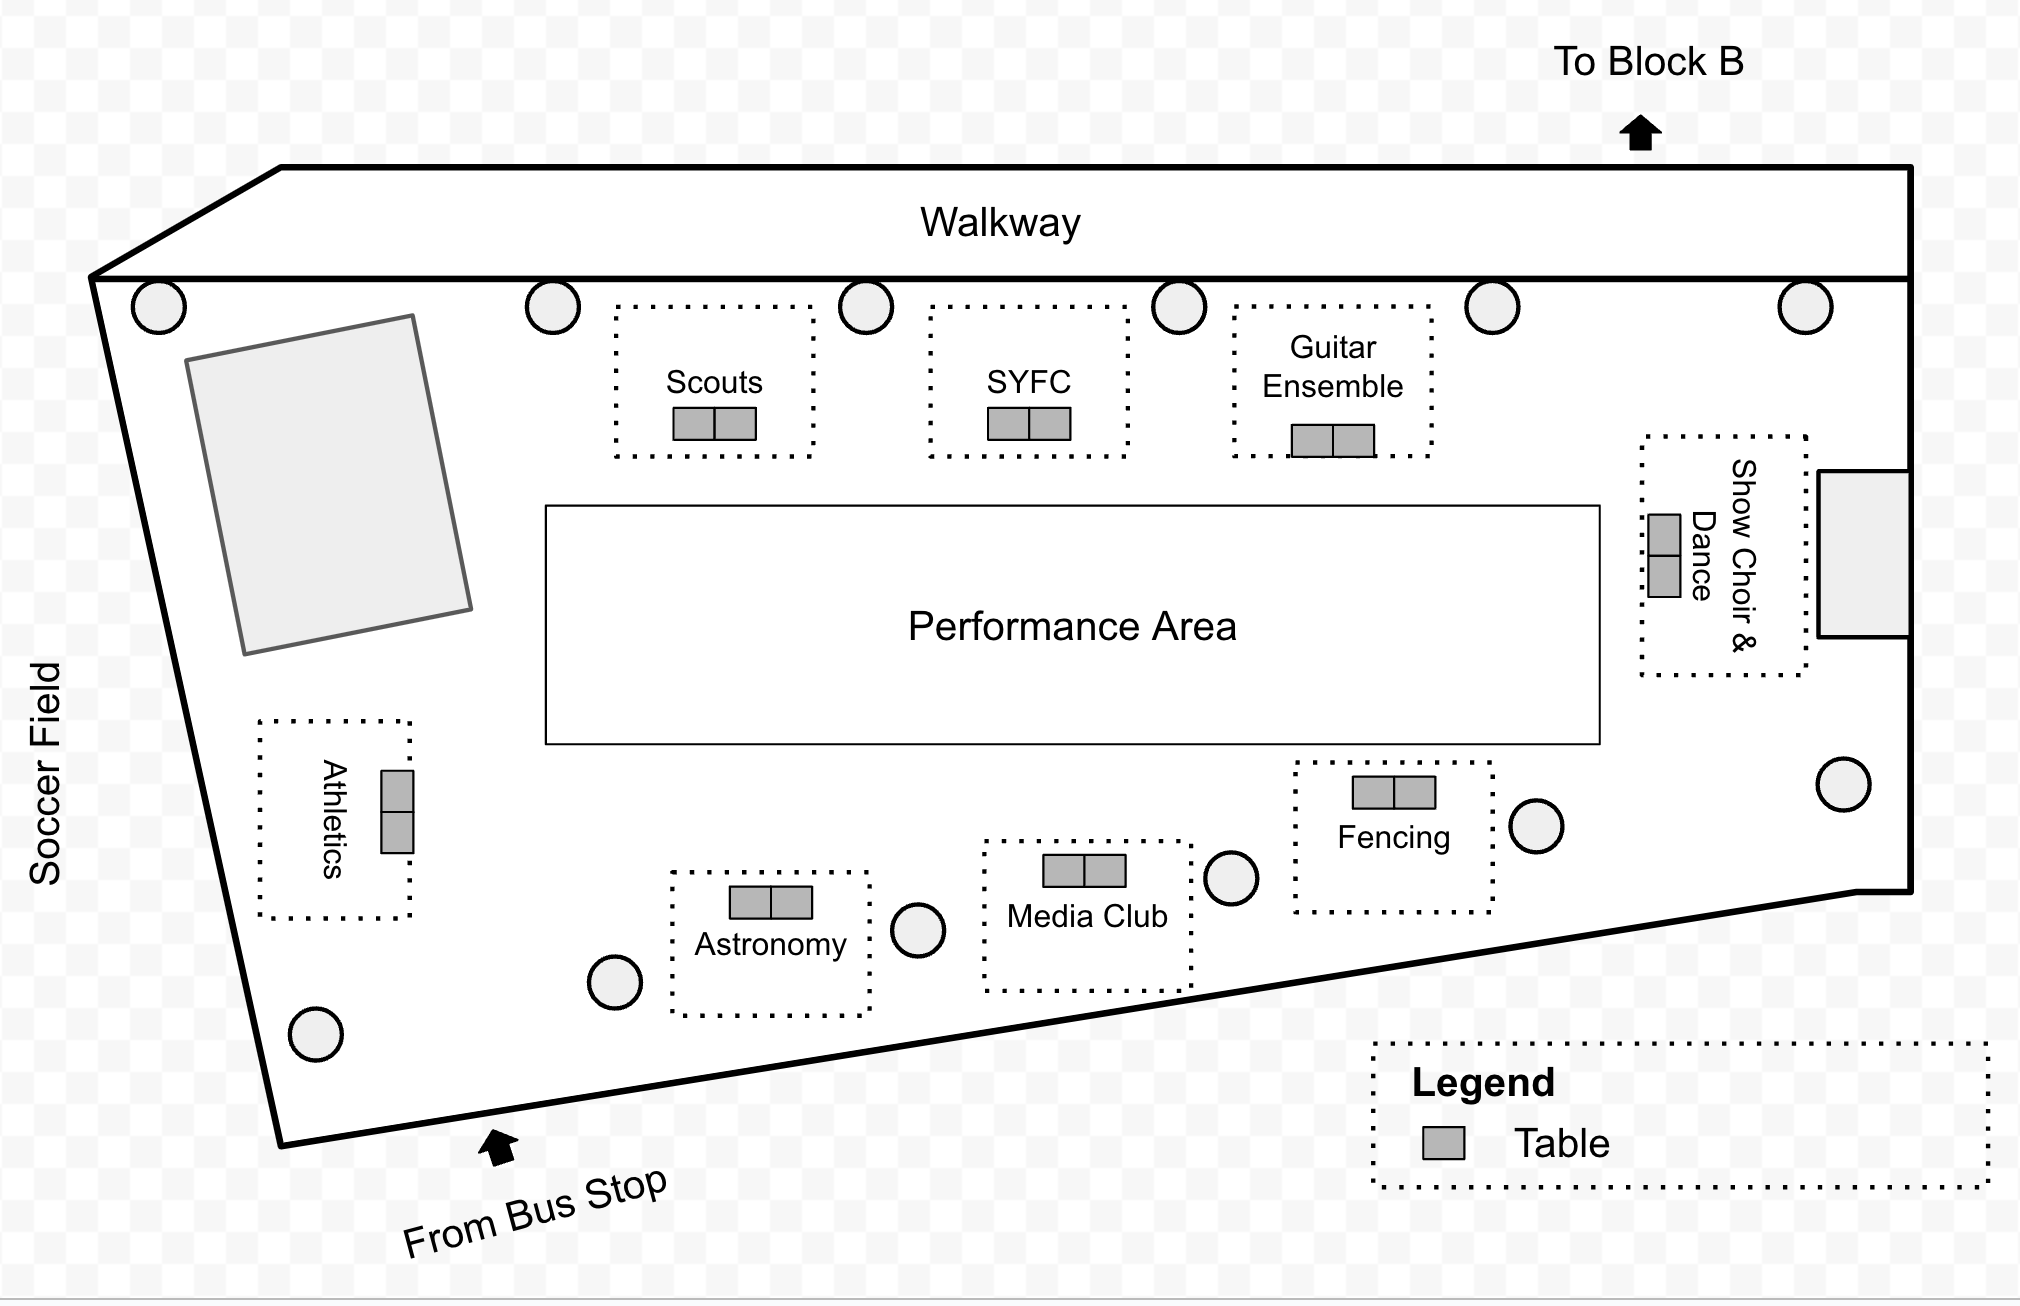 To Block B
Walkway
Scouts
SYFC
Guitar
Ensemble
Show Choir &
Dance
Performance Area
Soccer Field
Athletics
Fencing
Media Club
Astronomy
Legend
Table
From Bus Stop